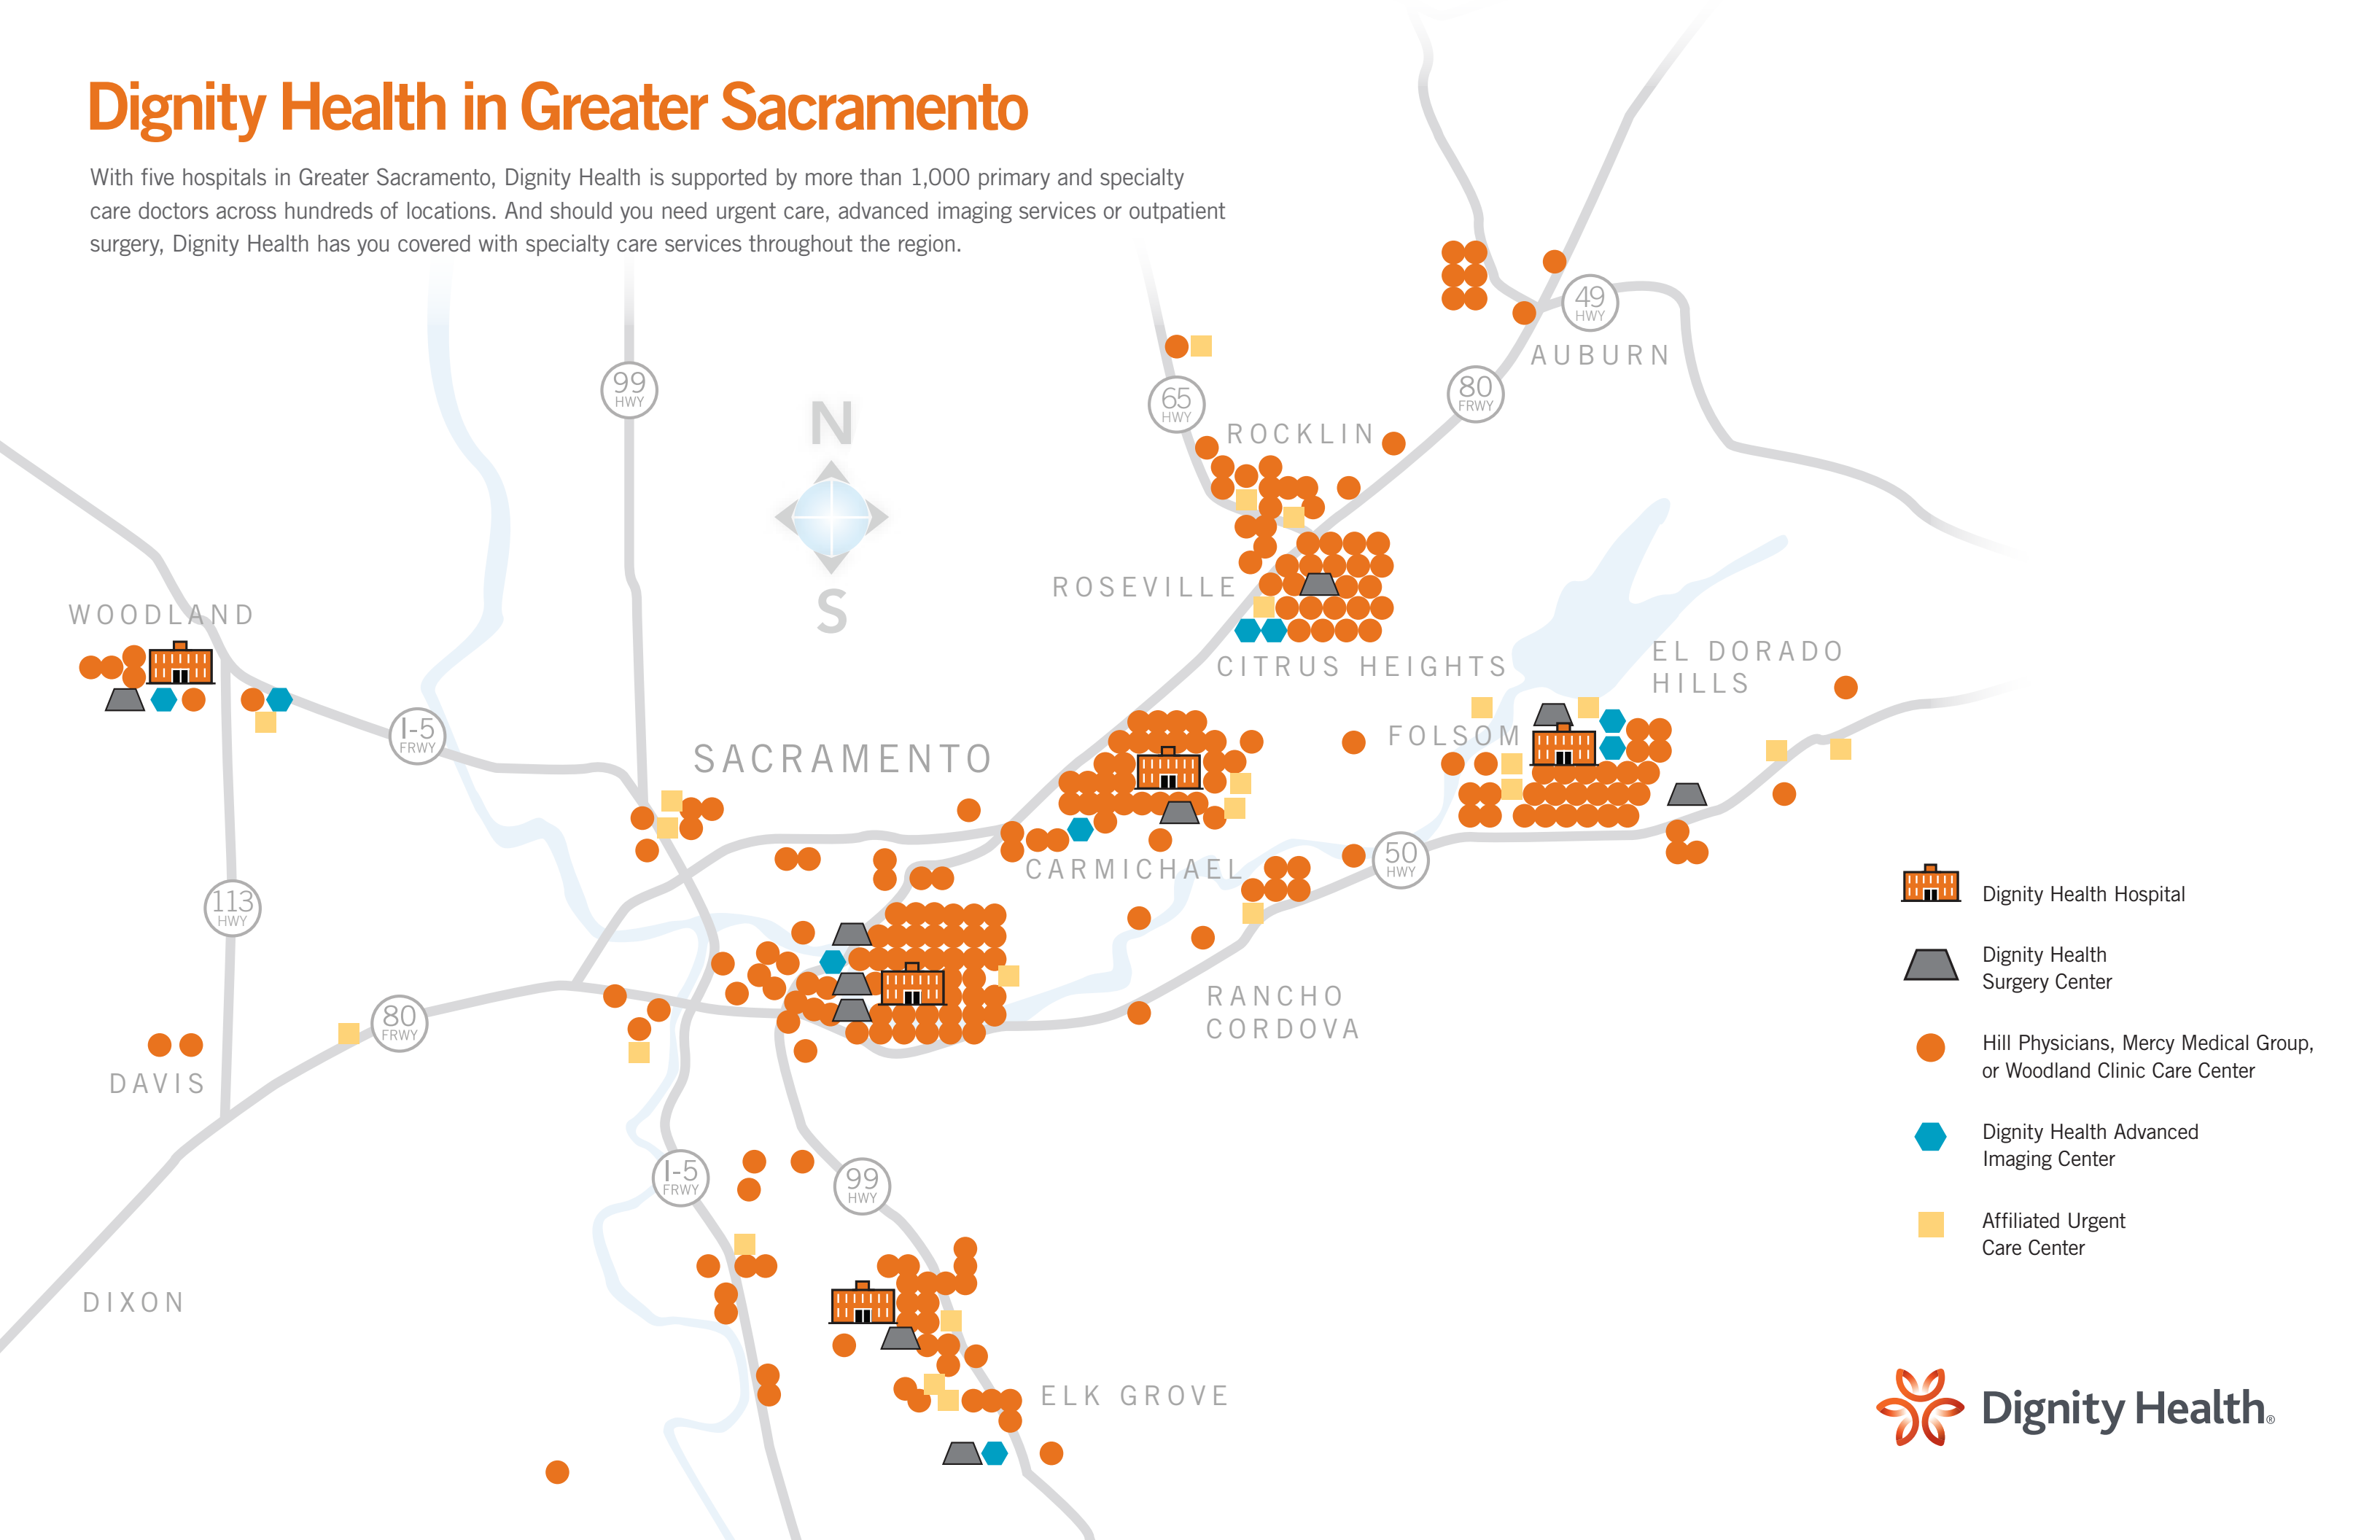 Dignity Health in Greater Sacramento
With five hospitals in Greater Sacramento, Dignity Health is supported by more than 1,000 primary and specialty
care doctors across hundreds of locations. And should you need urgent care, advanced imaging services or outpatient
surgery, Dignity Health has you covered with specialty care services throughout the region.
49
HWY
AUBURN
99
HWY
65
HWY
80
FRWY
N
S
ROCKLIN
ROSEVILLE
CITRUS HEIGHTS
WOODLAND
EL DORADO
HILLS
I-5
FRWY
SACRAMENTO
FOLSOM
CARMICHAEL
50
HWY
113
HWY
80
FRWY
DAVIS
RANCHO
CORDOVA
I-5
FRWY
99
HWY
DIXON
ELK GROVE
Dignity Health Hospital
Dignity Health
Surgery Center
Hill Physicians, Mercy Medical Group,
or Woodland Clinic Care Center
Dignity Health Advanced
Imaging Center
Affiliated Urgent
Care Center
Dignity Health®